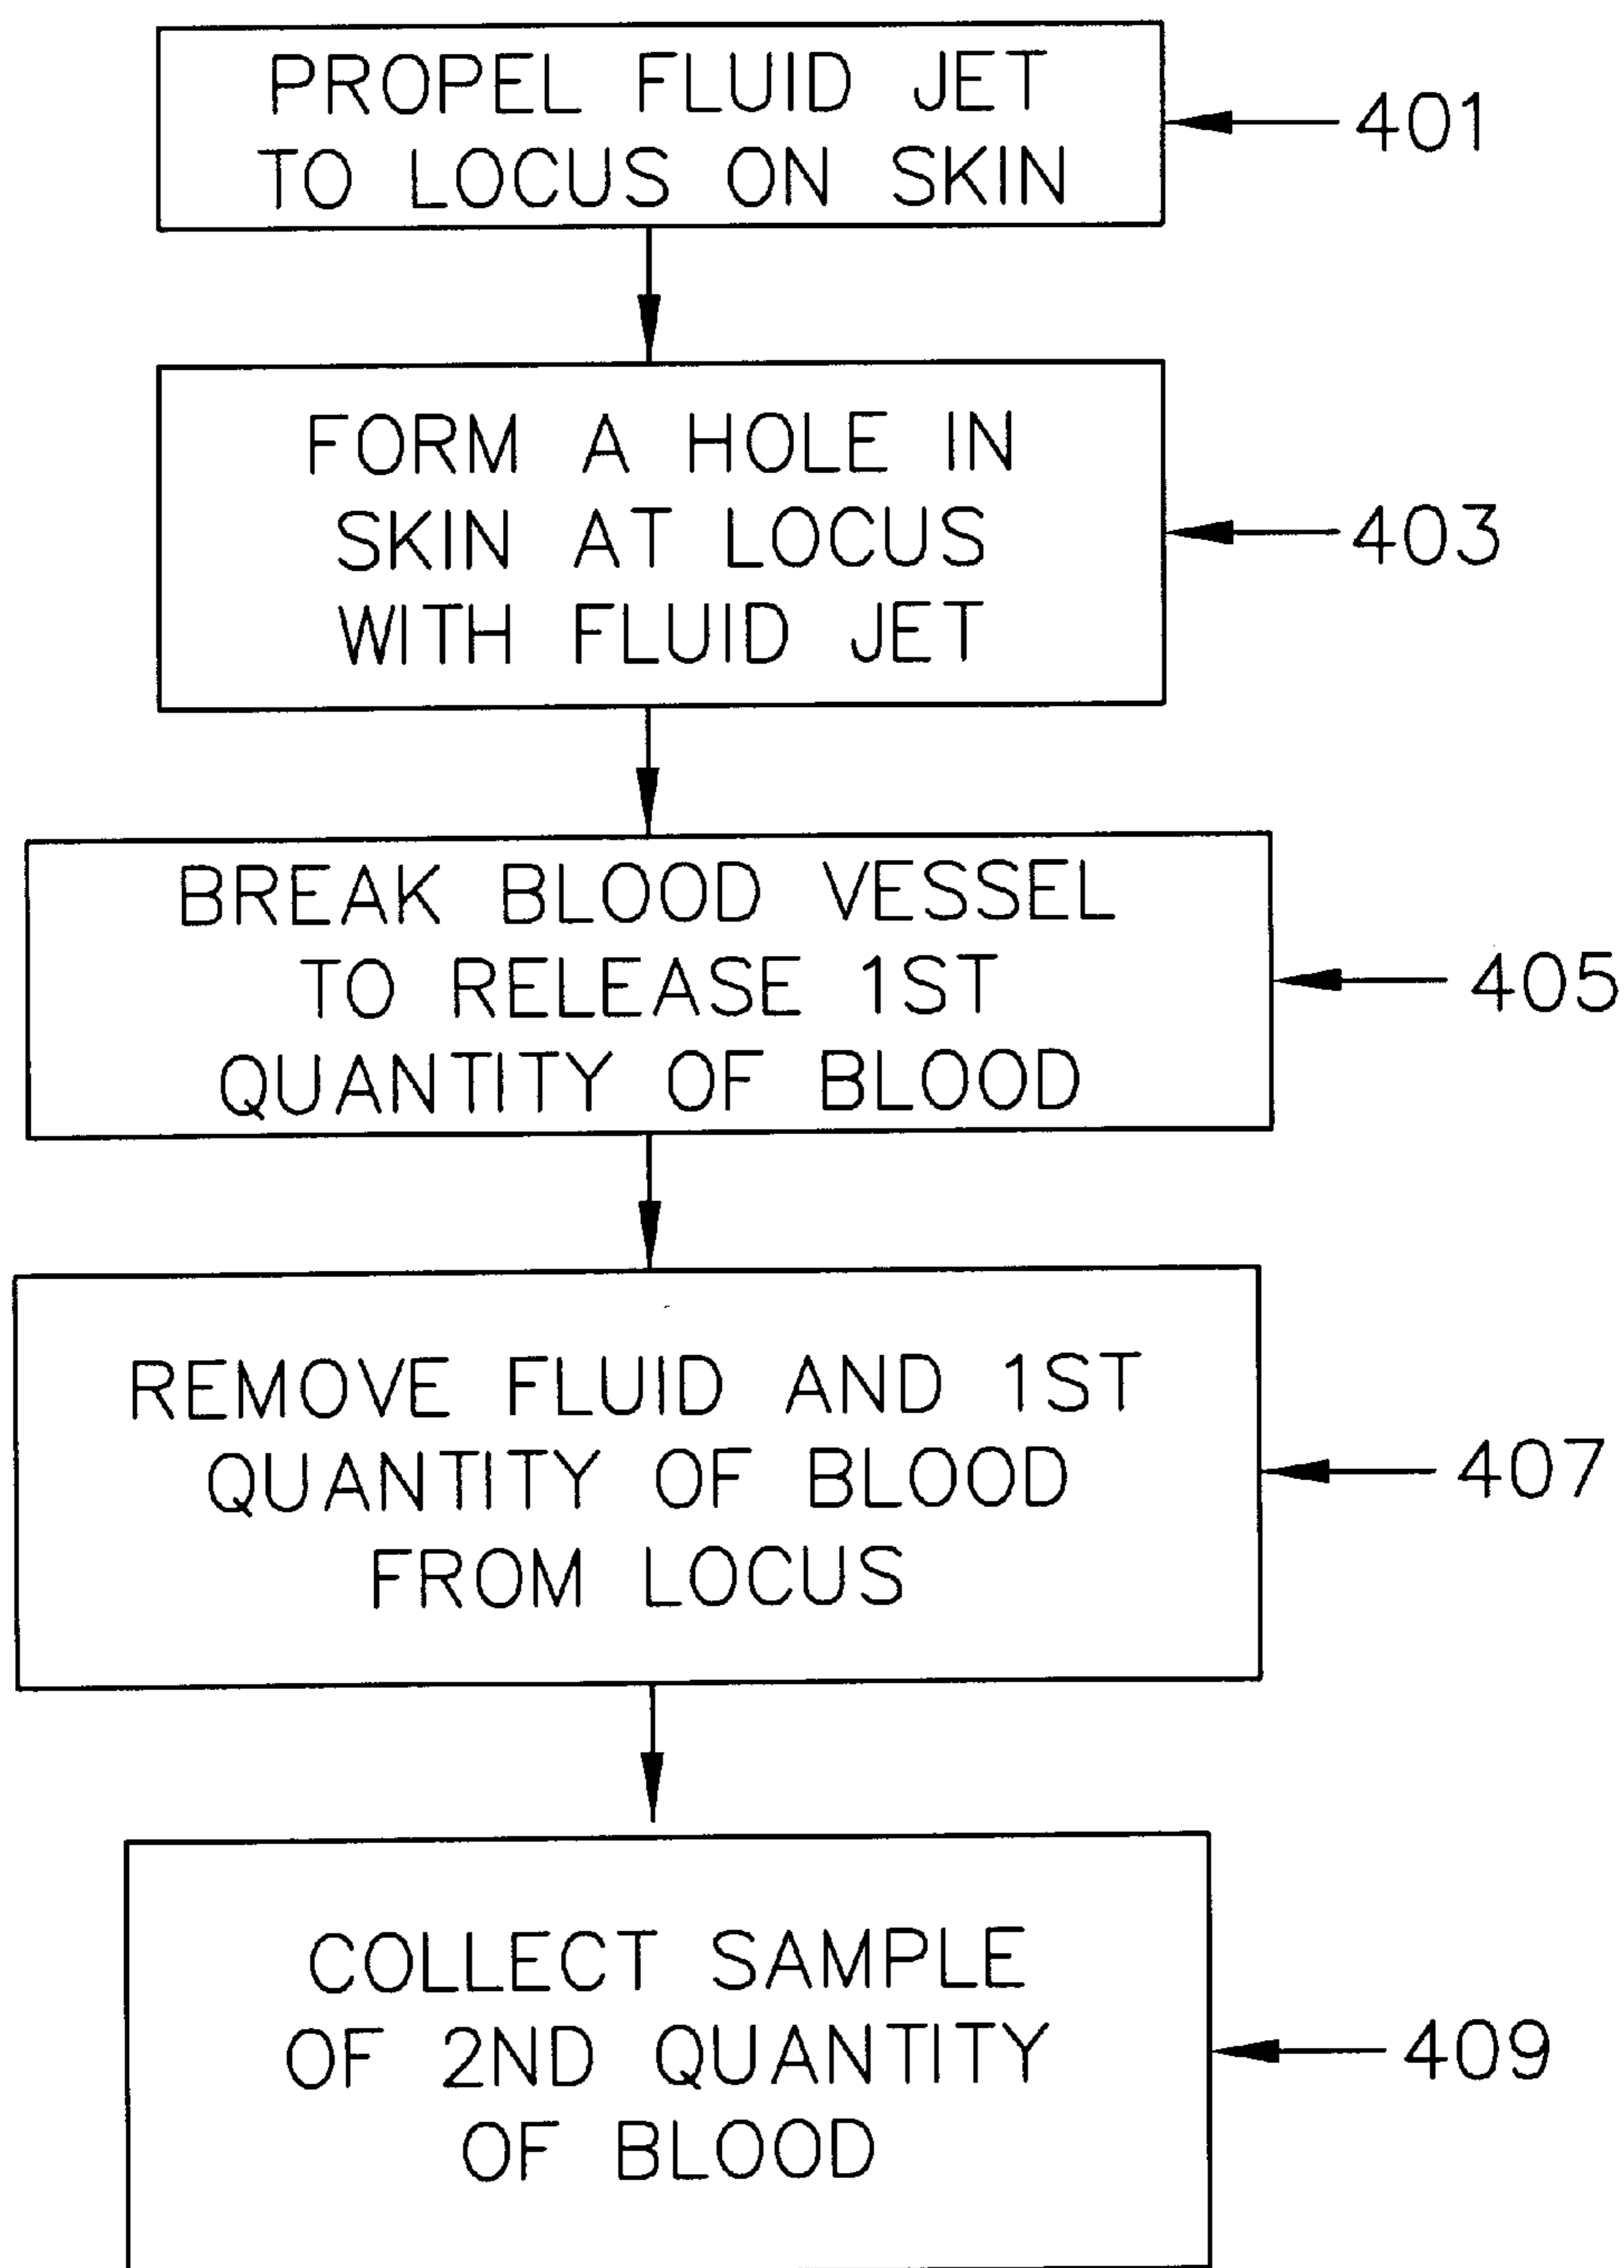 PROPEL FLUID JET
TO LOCUS ON SKIN
401
FORM A HOLE IN
SKIN AT LOCUS
WITH FLUID JET
403
BREAK BLOOD VESSEL
TO RELEASE 1ST
QUANTITY OF BLOOD
405
REMOVE FLUID AND 1ST
QUANTITY OF BLOOD
FROM LOCUS
407
COLLECT SAMPLE
OF 2ND QUANTITY
OF BLOOD
409